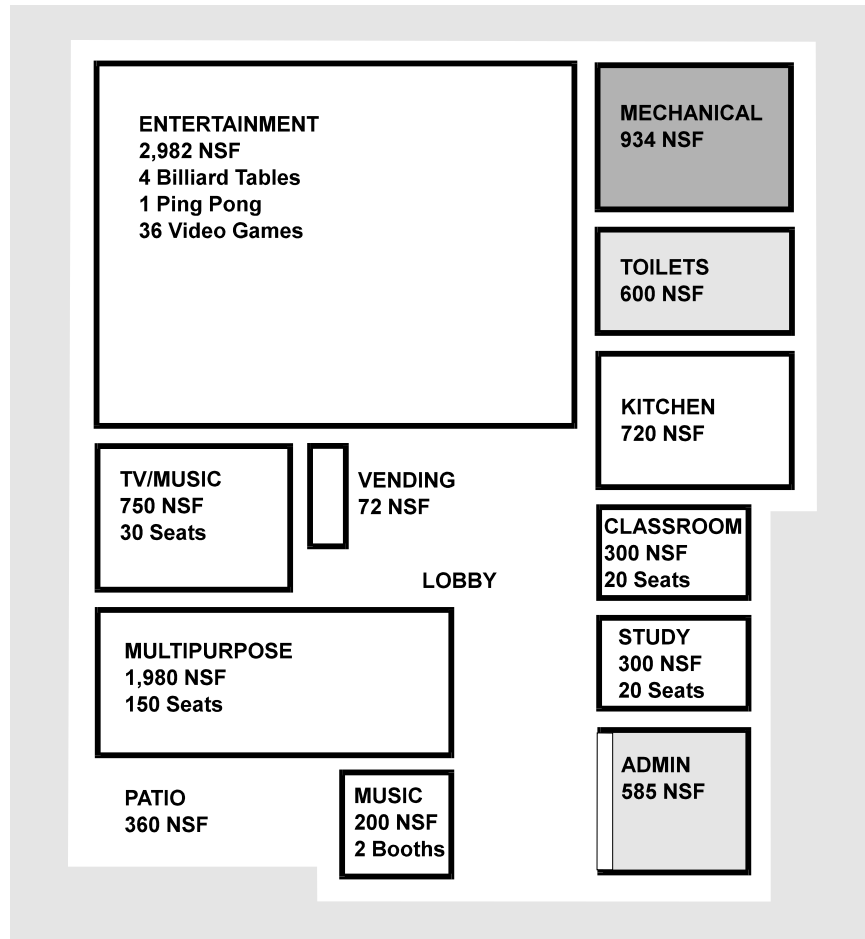 ENTERTAINMENT
2,982 NSF
4 Billiard Tables
1 Ping Pong
36 Video Games
MECHANICAL
934 NSF
TOILETS
600 NSF
KITCHEN
720 NSF
TV/MUSIC
750 NSF
30 Seats
VENDING
72 NSF
CLASSROOM
300 NSF
20 Seats
LOBBY
MULTIPURPOSE
1,980 NSF
150 Seats
STUDY
300 NSF
20 Seats
PATIO
360 NSF
MUSIC
200 NSF
2 Booths
ADMIN
585 NSF